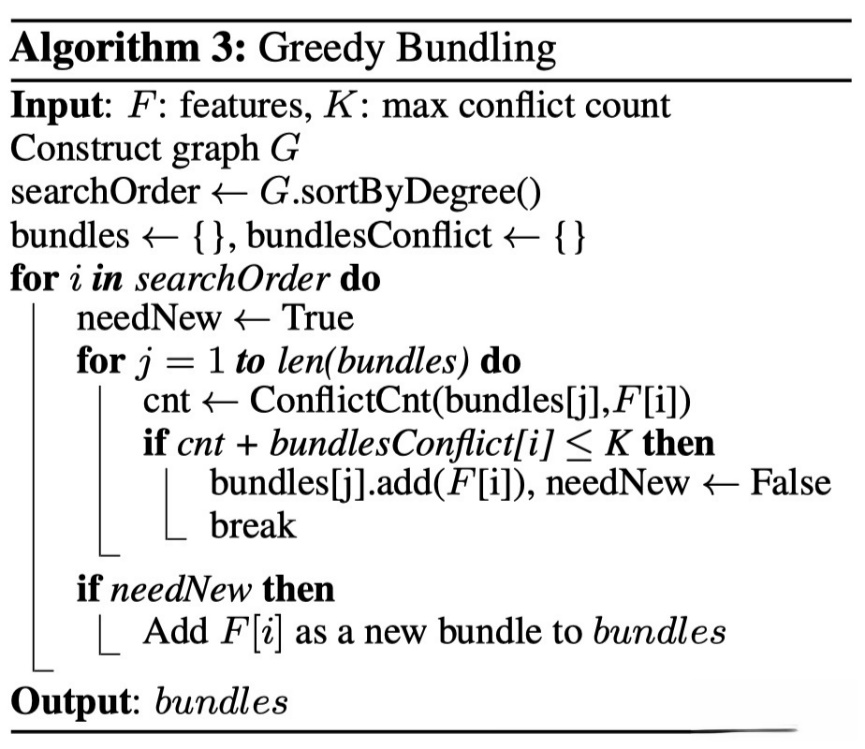 Algorithm 3: Greedy Bundling
Input: F: features, K: max conflict count
Construct graph G
searchOrder ← G.sortByDegree()
bundles ← {}, bundlesConflict ← {}
for i in searchOrder do
needNew ← True
for j = 1 to len(bundles) do
cnt ← ConflictCnt(bundles[j],F[i])
if cnt + bundlesConflict[i] ≤ K then
bundles[j].add(F[i]), needNew ← False
break
if needNew then
Add F[i] as a new bundle to bundles
Output: bundles